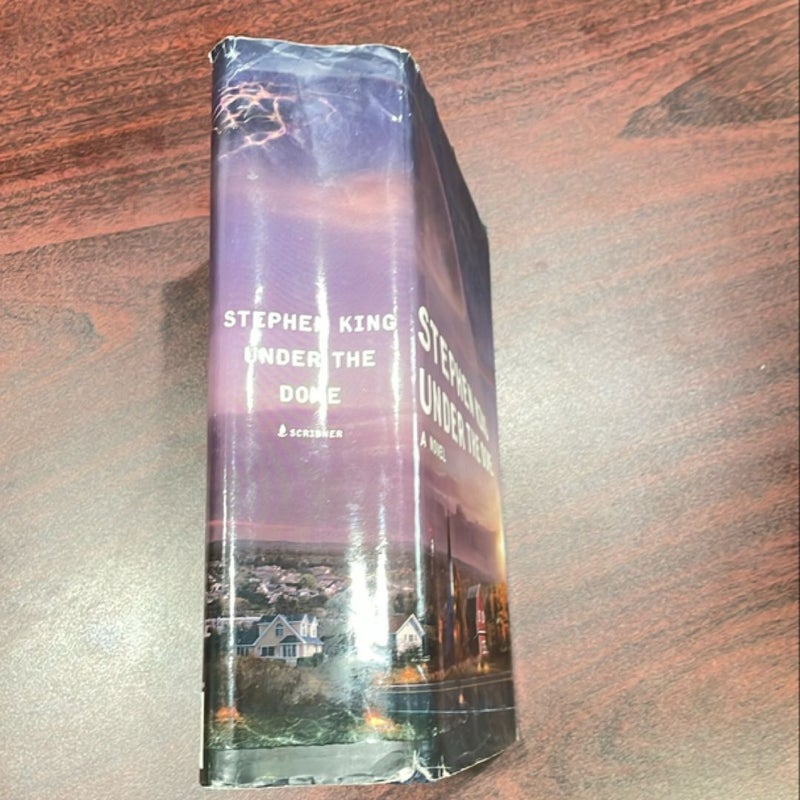 STEPHEN KING
UNDER THE
DOME
SCRIBNER
STEPHEN KING
UNDER THE DOME
A NOVEL